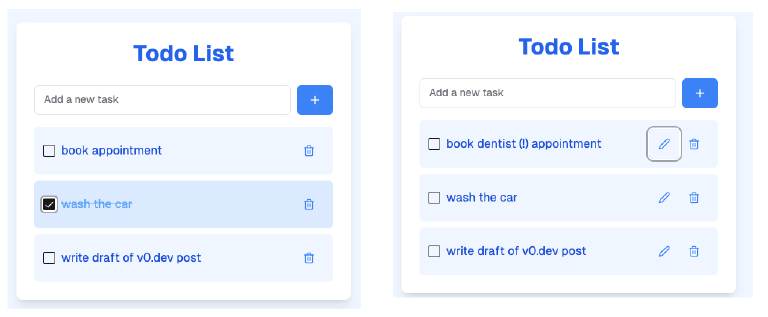 Todo List
Add a new task
book appointment
wash the car
write draft of v0.dev post
Todo List
Add a new task
book dentist (!) appointment
wash the car
write draft of v0.dev post